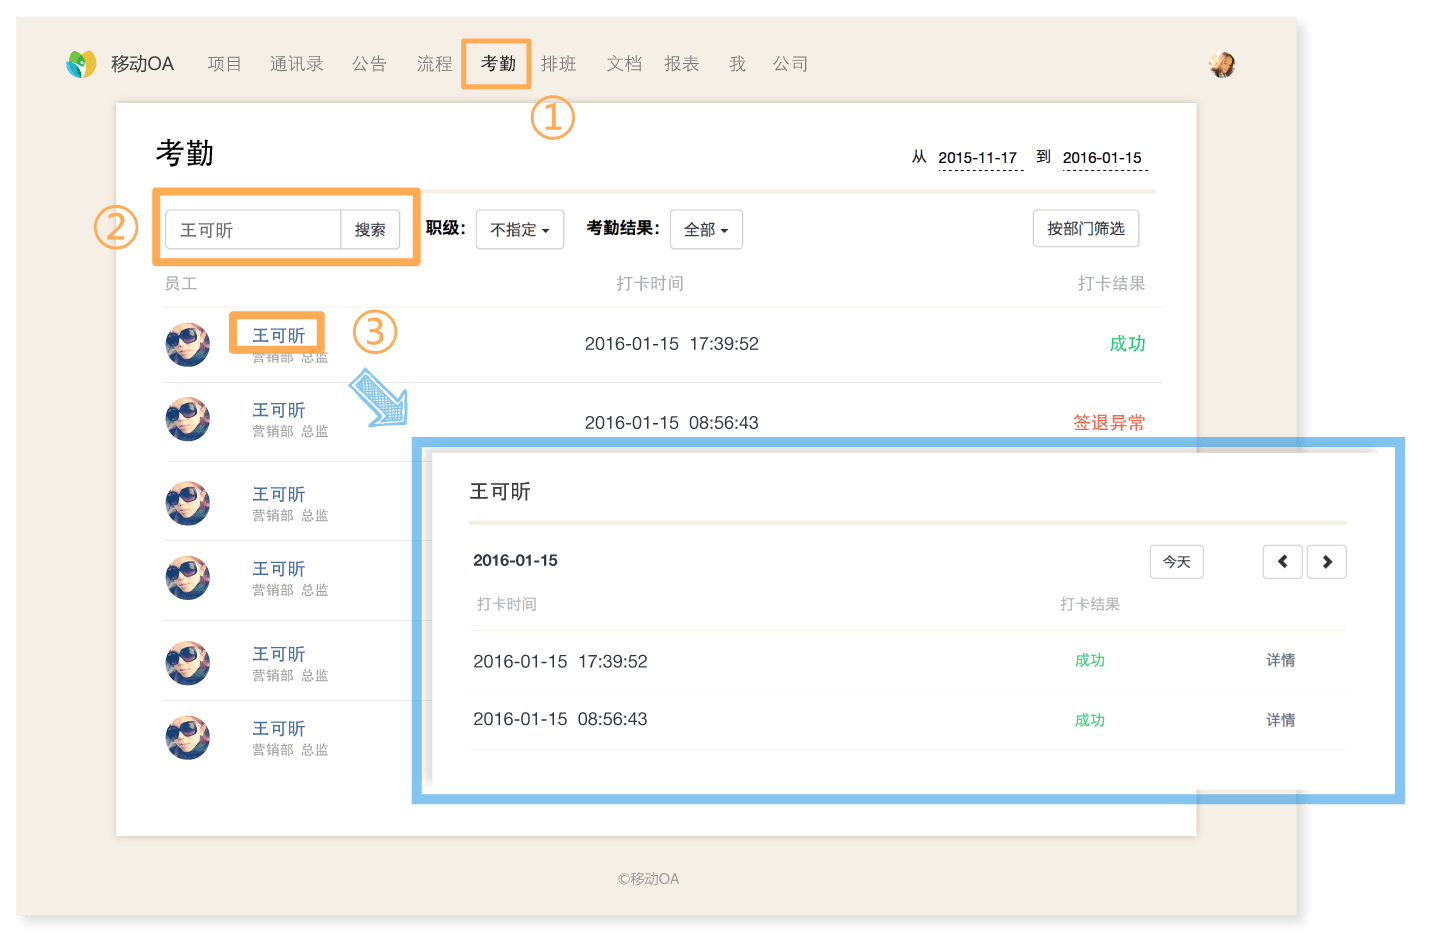 移动OA 项目 通讯录 公告 流程 考勤 排班 文档 报表 我 公司
①
考勤
从 2015-11-17 到 2016-01-15
② 王可昕 搜索 职级： 不指定 考勤结果： 全部 按部门筛选
员工 打卡时间 打卡结果
王可昕 ③
营销部 总监
2016-01-15 17:39:52 成功
王可昕
营销部 总监
2016-01-15 08:56:43 签退异常
王可昕
营销部 总监
王可昕
营销部 总监
王可昕
营销部 总监
王可昕
营销部 总监
王可昕
2016-01-15 今天
打卡时间 打卡结果
2016-01-15 17:39:52 成功 详情
2016-01-15 08:56:43 成功 详情
©移动OA